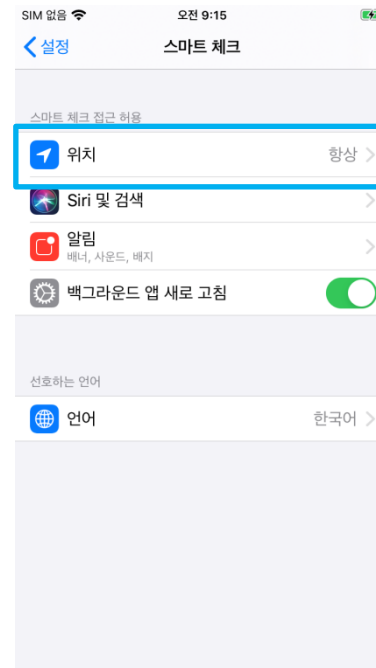 SIM 없음 오전 9:15
설정 스마트 체크
스마트 체크 접근 허용
위치 항상
Siri 및 검색
알림
배너, 사운드, 배지
백그라운드 앱 새로 고침
선호하는 언어
언어 한국어